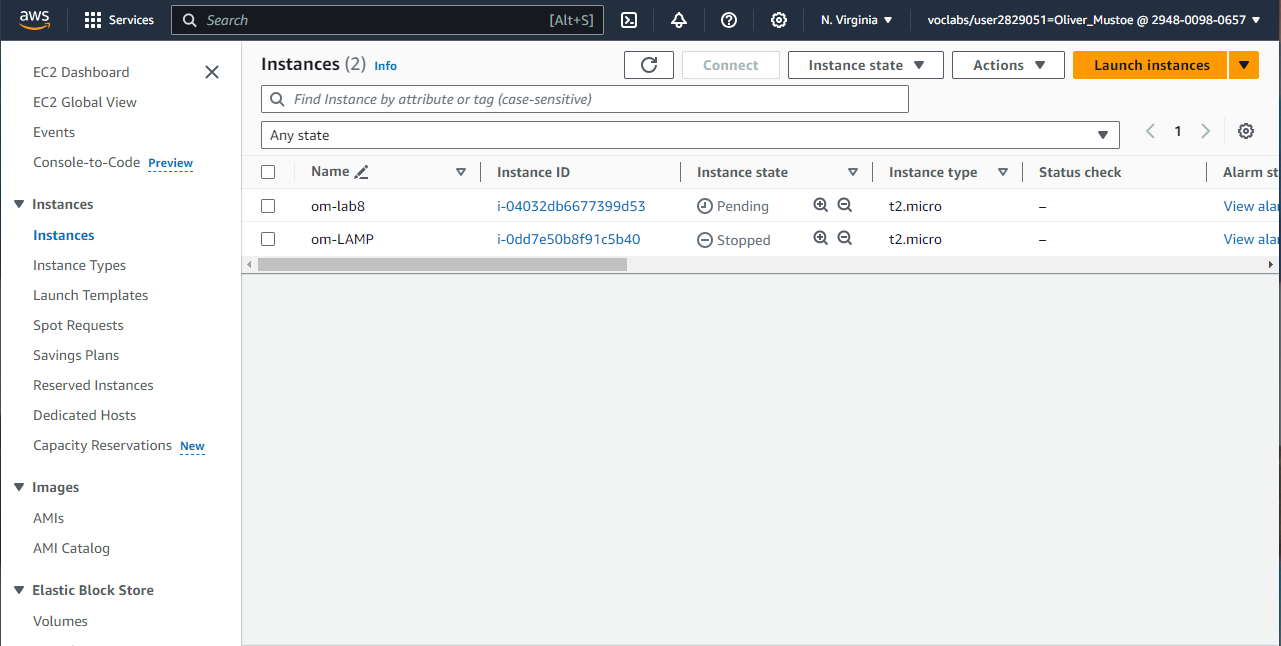 aws Services Search [Alt+S] N. Virginia voclabs/user2829051=Oliver_Mustoe @ 2948-0098-0657
EC2 Dashboard
EC2 Global View
Events
Console-to-Code Preview
Instances
Instances
Instance Types
Launch Templates
Spot Requests
Savings Plans
Reserved Instances
Dedicated Hosts
Capacity Reservations New
Images
AMIs
AMI Catalog
Elastic Block Store
Volumes
Instances (2) Info Connect Instance state Actions Launch instances
Find Instance by attribute or tag (case-sensitive)
Any state 1
Name Instance ID Instance state Instance type Status check Alarm st
om-lab8 i-04032db6677399d53 Pending t2.micro – View alar
om-LAMP i-0dd7e50b8f91c5b40 Stopped t2.micro – View alar